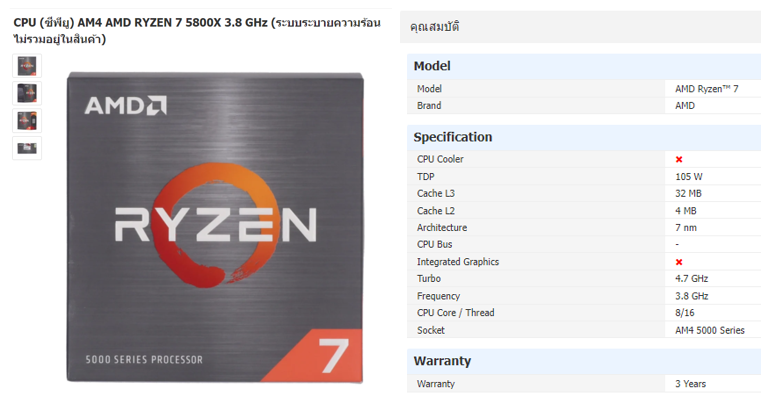 CPU (ซีพียู) AM4 AMD RYZEN 7 5800X 3.8 GHz (ระบบระบายความร้อน
ไม่รวมอยู่ในสินค้า)
AMD
RYZEN
5000 SERIES PROCESSOR
7
คุณสมบัติ
Model
Model AMD Ryzen™ 7
Brand AMD
Specification
CPU Cooler ✖
TDP 105 W
Cache L3 32 MB
Cache L2 4 MB
Architecture 7 nm
CPU Bus -
Integrated Graphics ✖
Turbo 4.7 GHz
Frequency 3.8 GHz
CPU Core / Thread 8/16
Socket AM4 5000 Series
Warranty
Warranty 3 Years